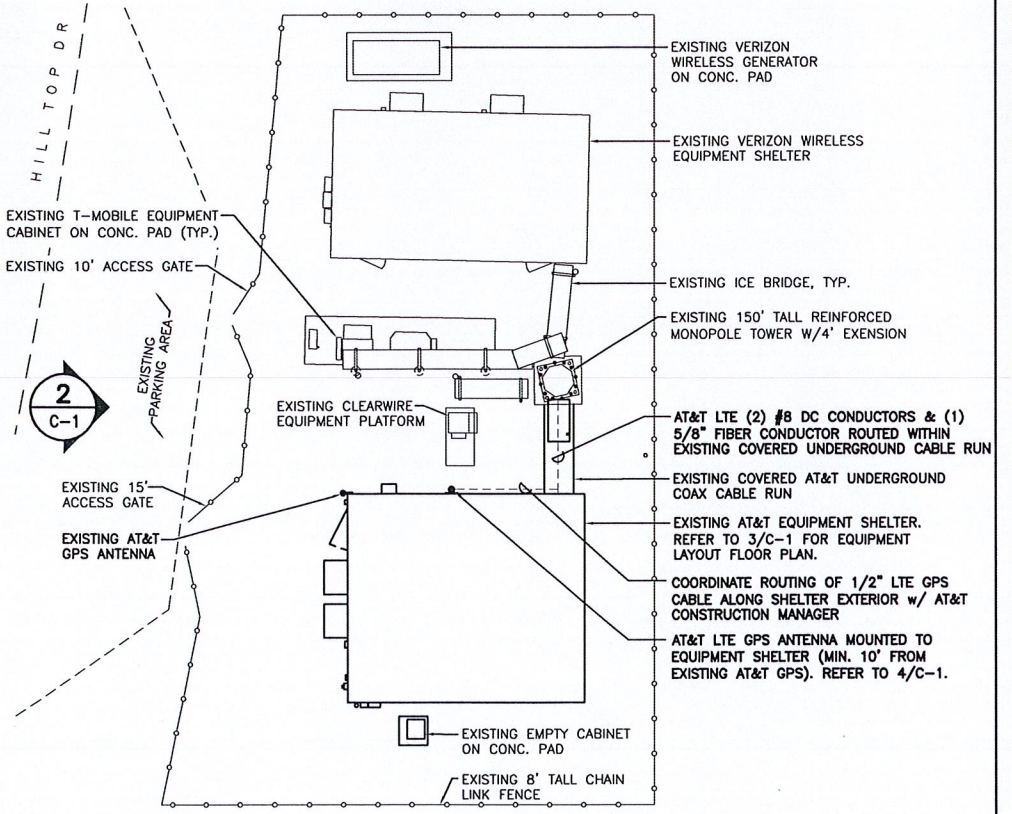 HILLTOP DR
EXISTING VERIZON
WIRELESS GENERATOR
ON CONC. PAD
EXISTING VERIZON WIRELESS
EQUIPMENT SHELTER
EXISTING T-MOBILE EQUIPMENT
CABINET ON CONC. PAD (TYP.)
EXISTING 10' ACCESS GATE
EXISTING ICE BRIDGE, TYP.
EXISTING 150' TALL REINFORCED
MONOPOLE TOWER W/4' EXENSION
2
C-1
EXISTING
PARKING AREA
EXISTING CLEARWIRE
EQUIPMENT PLATFORM
AT&T LTE (2) #8 DC CONDUCTORS & (1)
5/8" FIBER CONDUCTOR ROUTED WITHIN
EXISTING COVERED UNDERGROUND CABLE RUN
EXISTING COVERED AT&T UNDERGROUND
COAX CABLE RUN
EXISTING 15'
ACCESS GATE
EXISTING AT&T
GPS ANTENNA
EXISTING AT&T EQUIPMENT SHELTER.
REFER TO 3/C-1 FOR EQUIPMENT
LAYOUT FLOOR PLAN.
COORDINATE ROUTING OF 1/2" LTE GPS
CABLE ALONG SHELTER EXTERIOR w/ AT&T
CONSTRUCTION MANAGER
AT&T LTE GPS ANTENNA MOUNTED TO
EQUIPMENT SHELTER (MIN. 10' FROM
EXISTING AT&T GPS). REFER TO 4/C-1.
EXISTING EMPTY CABINET
ON CONC. PAD
EXISTING 8' TALL CHAIN
LINK FENCE